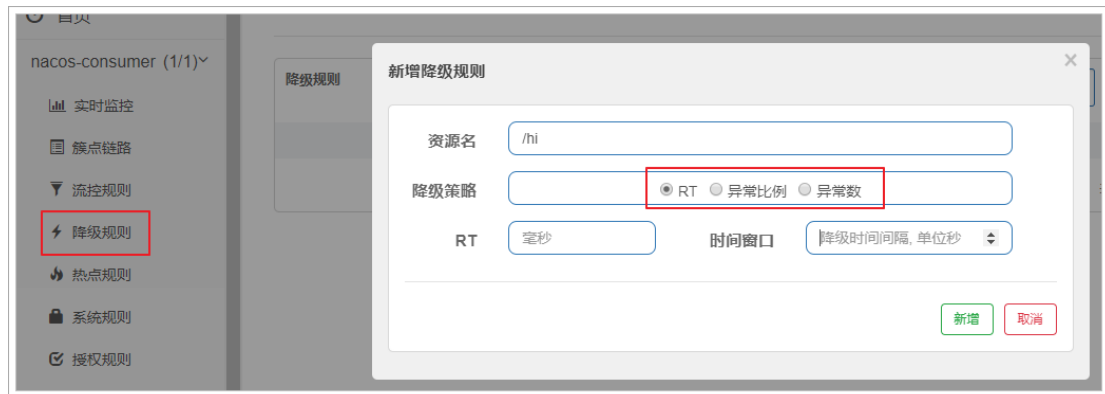 首页
nacos-consumer (1/1)
实时监控
簇点链路
流控规则
降级规则
热点规则
系统规则
授权规则
降级规则
新增降级规则
资源名 /hi
降级策略 RT 异常比例 异常数
RT 毫秒 时间窗口 降级时间间隔, 单位秒
新增 取消